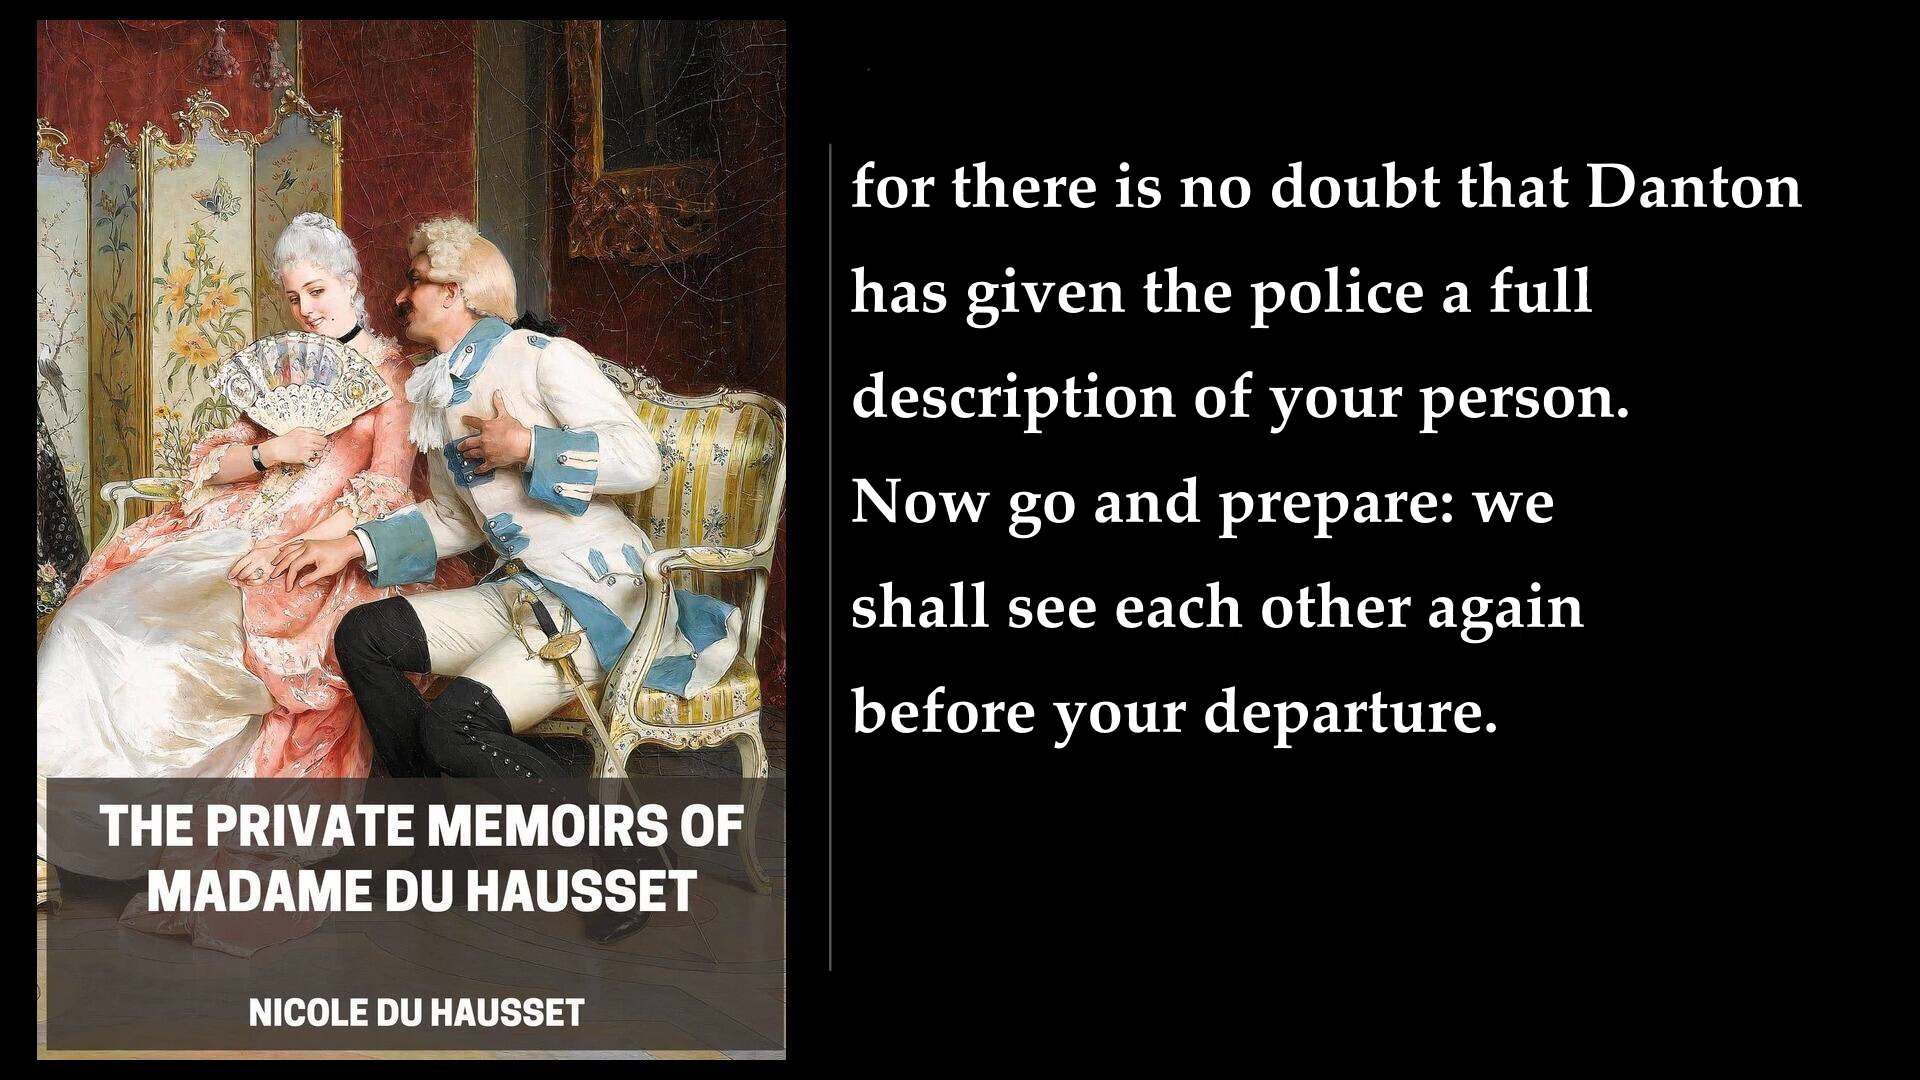 for there is no doubt that Danton
has given the police a full
description of your person.
Now go and prepare: we
shall see each other again
before your departure.
THE PRIVATE MEMOIRS OF
MADAME DU HAUSSET
NICOLE DU HAUSSET